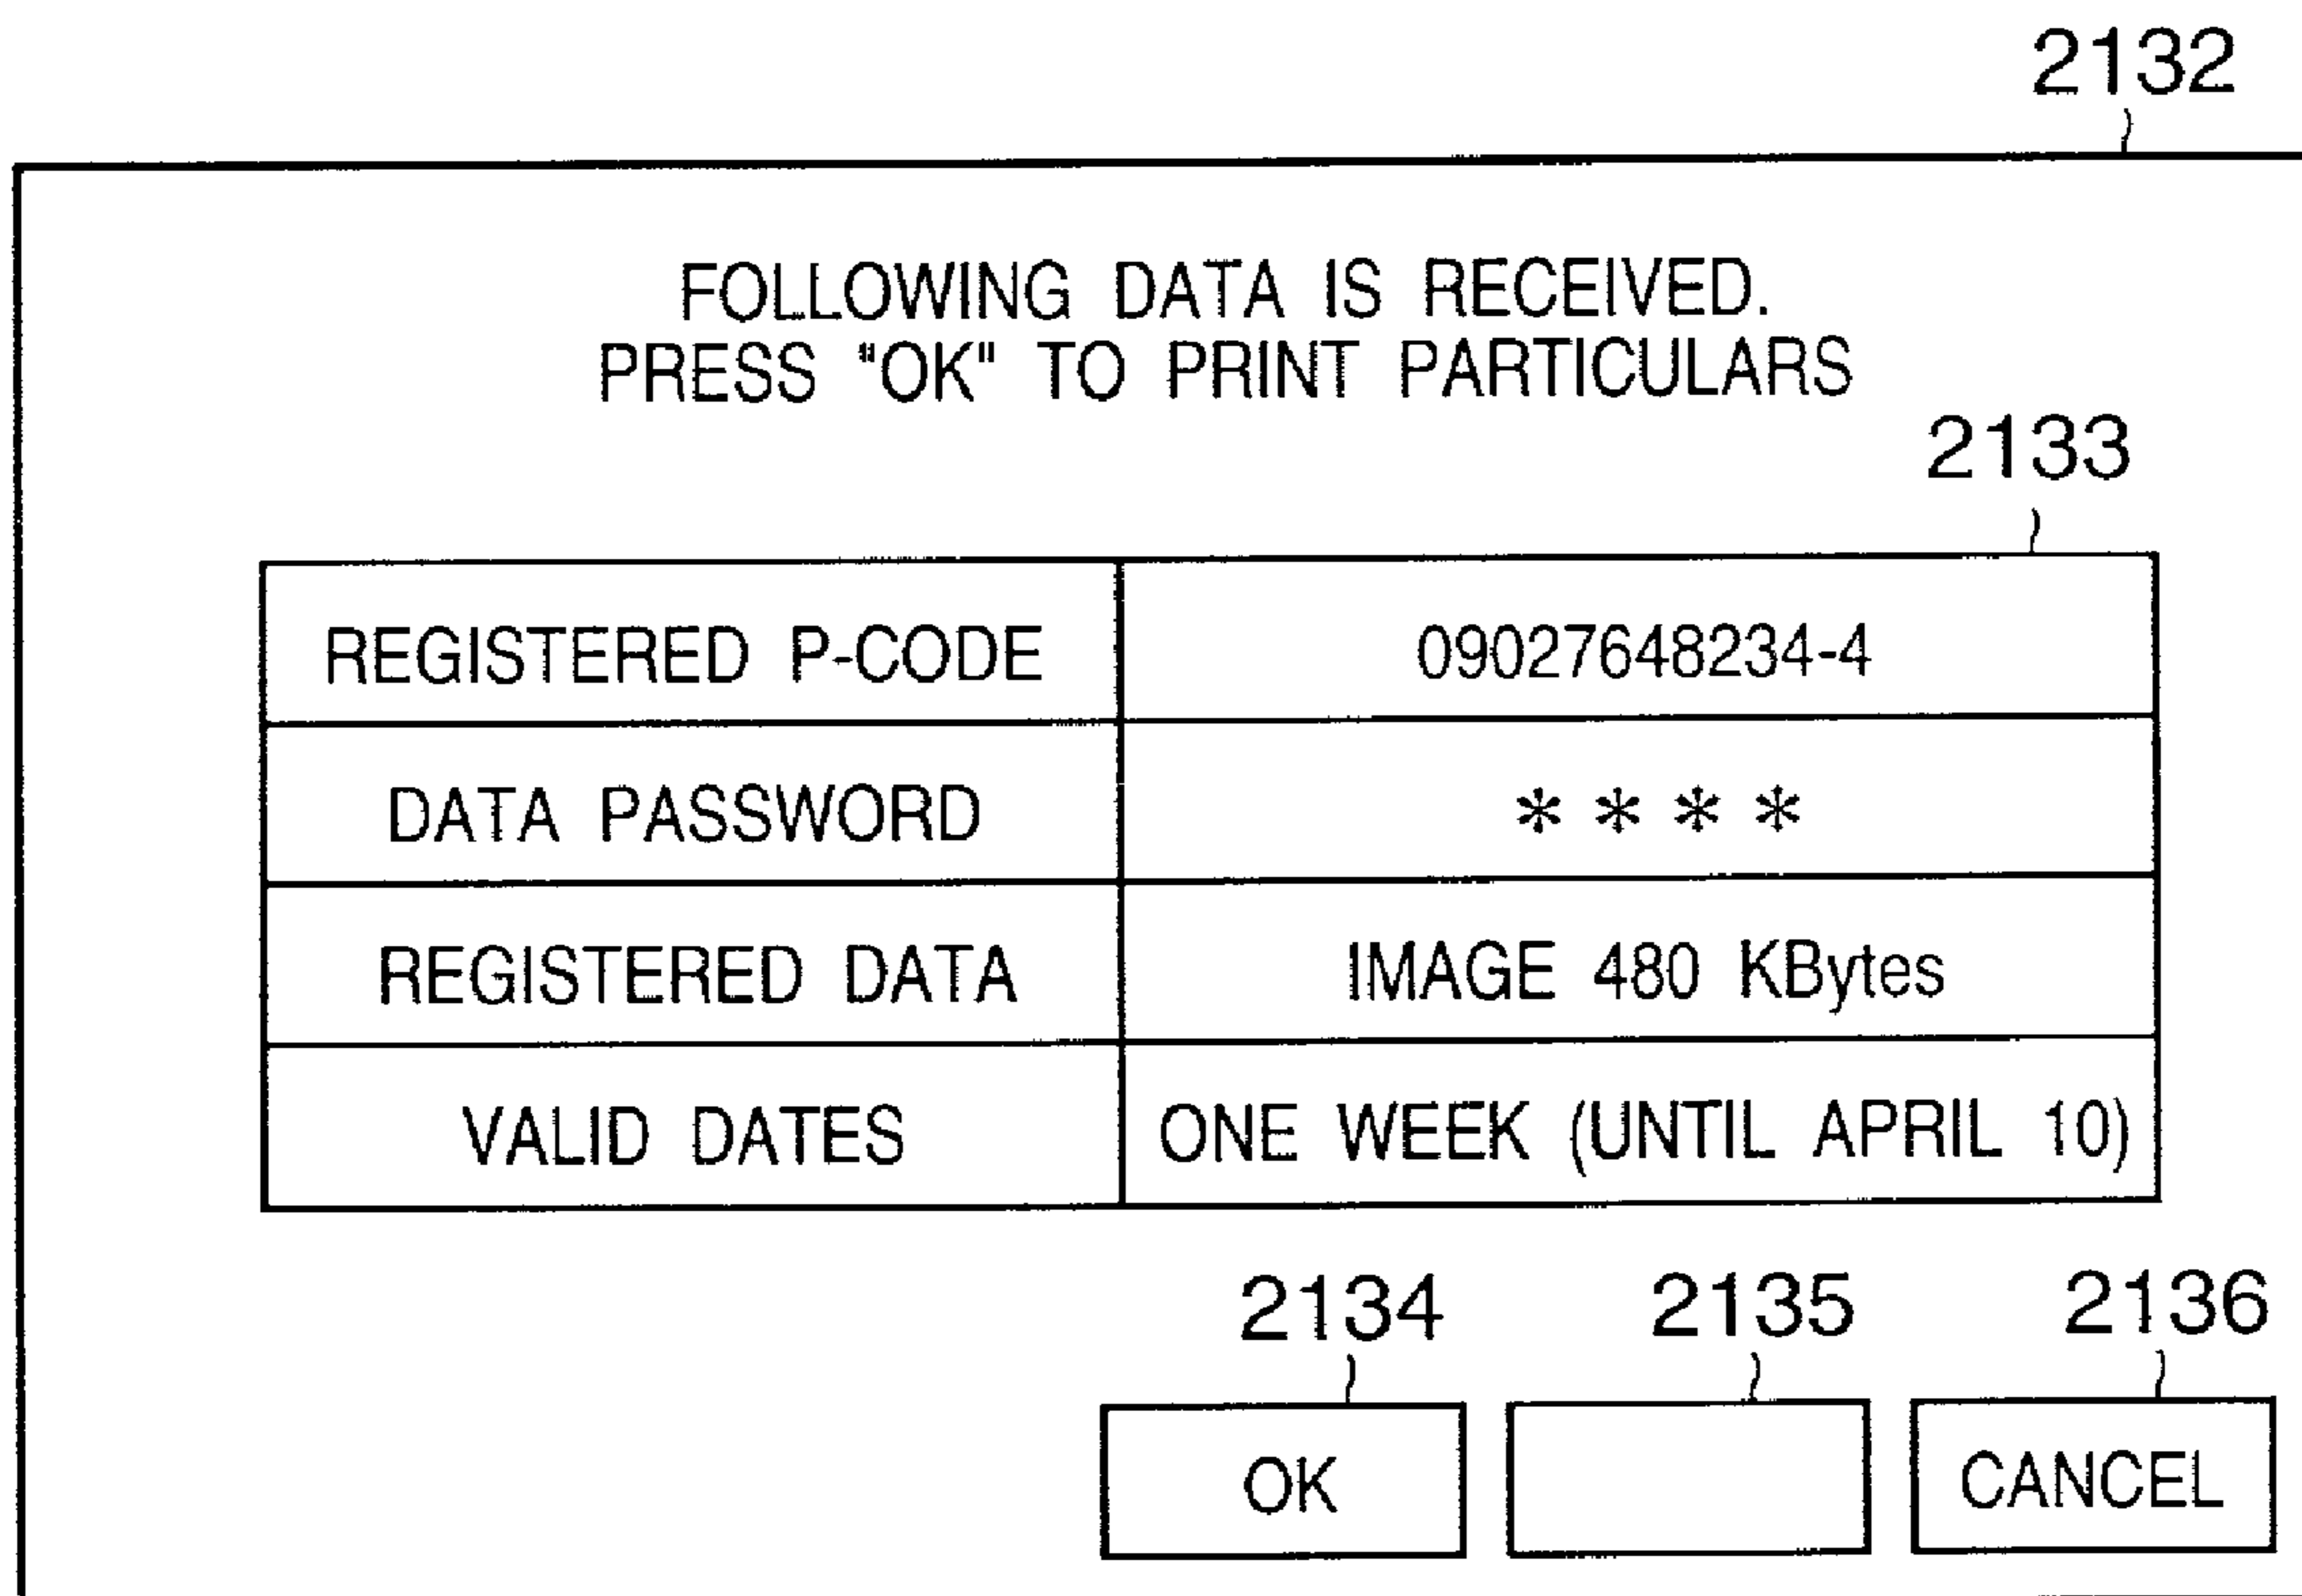 2132
FOLLOWING DATA IS RECEIVED.
PRESS "OK" TO PRINT PARTICULARS
2133
REGISTERED P-CODE 09027648234-4
DATA PASSWORD ****
REGISTERED DATA IMAGE 480 KBytes
VALID DATES ONE WEEK (UNTIL APRIL 10)
2134 2135 2136
OK CANCEL